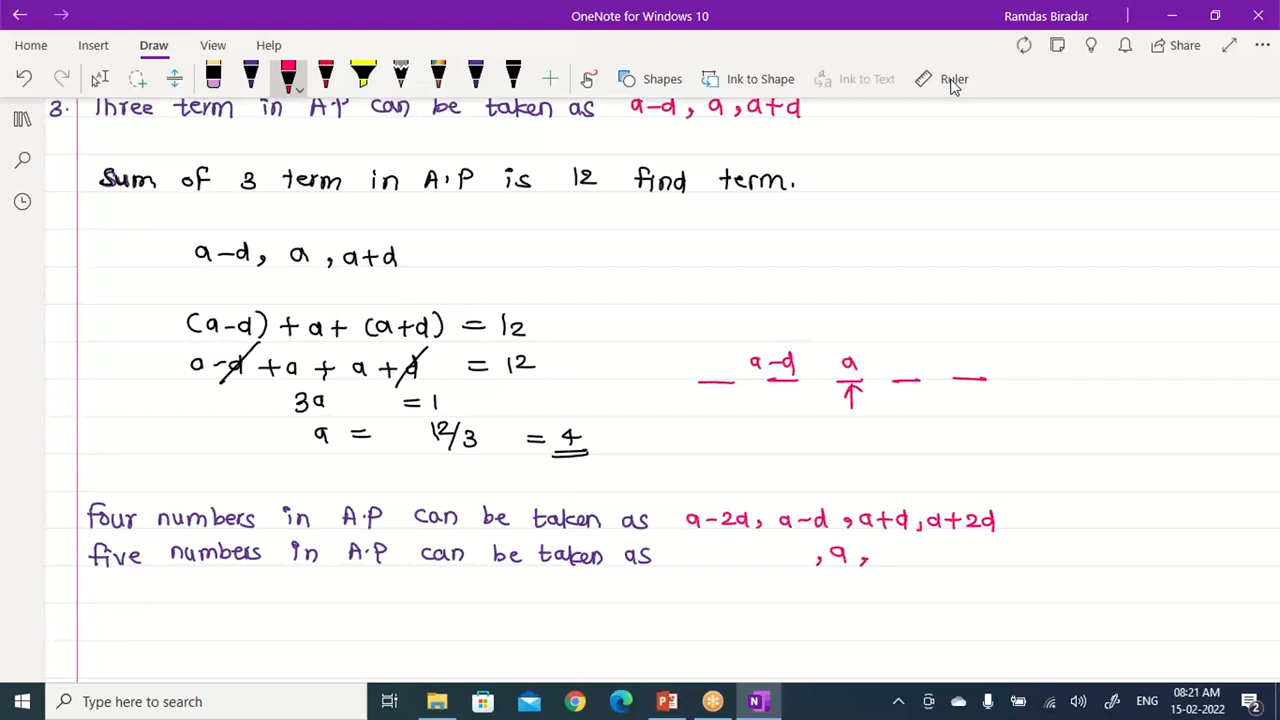 OneNote for Windows 10
Ramdas Biradar
Home Insert Draw View Help
Share
Shapes Ink to Shape Ink to Text Ruler
3. Three term in A.P can be taken as a-d, a, a+d
Sum of 3 term in A.P is 12 find term.
a-d, a, a+d
(a-d) + a + (a+d) = 12
a-d + a + a + d = 12
a-d a
3a = 1
a = 12/3 = 4
four numbers in A.P can be taken as a-2d, a-d, a+d, a+2d
five numbers in A.P can be taken as , a,
Type here to search
ENG
08:21 AM
15-02-2022
2